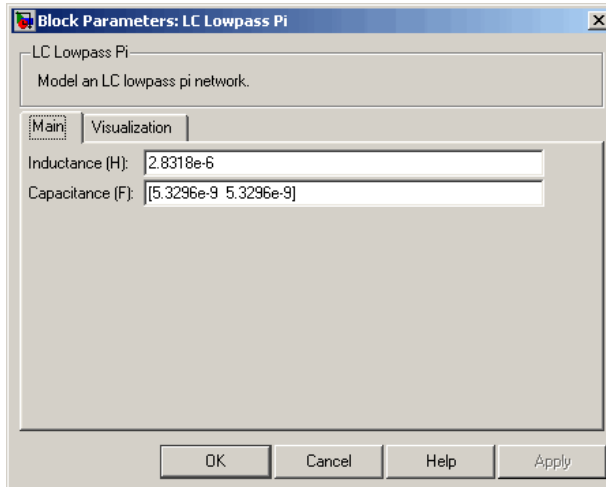 Block Parameters: LC Lowpass Pi
LC Lowpass Pi
Model an LC lowpass pi network.
Main Visualization
Inductance (H): 2.8318e-6
Capacitance (F): [5.3296e-9 5.3296e-9]
OK Cancel Help Apply